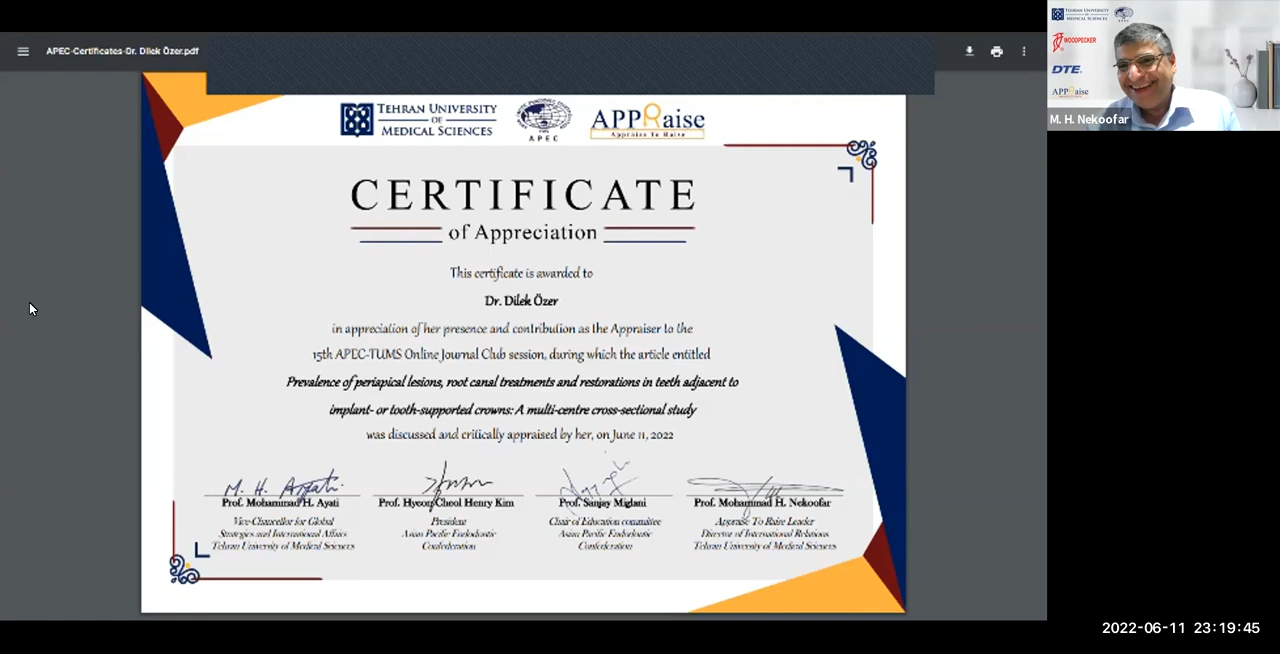 APEC-Certificates-Dr. Dilek Özer.pdf
TEHRAN UNIVERSITY
OF
MEDICAL SCIENCES
APEC
APPRaise
Appraise to Raise
CERTIFICATE
of Appreciation
This certificate is awarded to
Dr. Dilek Özer
in appreciation of her presence and contribution as the Appraiser to the
15th APEC-TUMS Online Journal Club session, during which the article entitled
Prevalence of periapical lesions, root canal treatments and restorations in teeth adjacent to
implant- or tooth-supported crowns: A multi-centre cross-sectional study
was discussed and critically appraised by her, on June 11, 2022
M. H. Ayati
Prof. Mohammad H. Ayati
Vice-Chancellor for Global
Strategies and International Affairs
Tehran University of Medical Sciences
Prof. Hyeon-Cheol Henry Kim
President
Asian Pacific Endodontic
Confederation
Prof. Sanjay Miglani
Chair of Education committee
Asian Pacific Endodontic
Confederation
Prof. Mohammad H. Nekoofar
Appraise To Raise Leader
Director of International Relations
Tehran University of Medical Sciences
TEHRAN UNIVERSITY
OF
MEDICAL SCIENCES
WOODPECKER
DTE
APPRaise
M. H. Nekoofar
2022-06-11 23:19:45